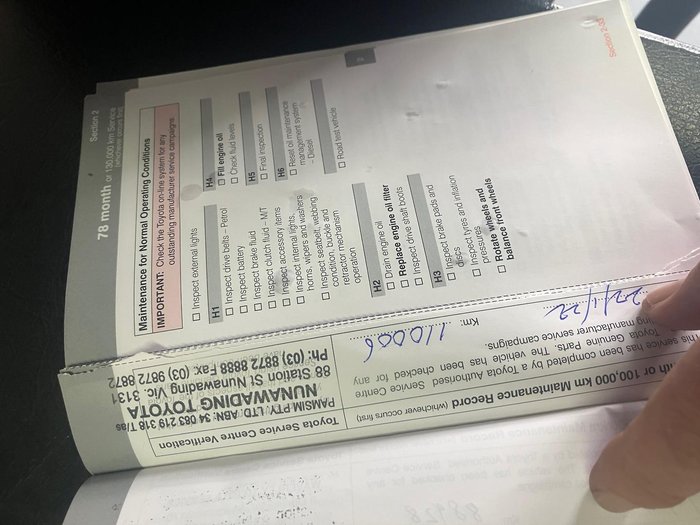 Section 2
78 month or 130,000 km Service
(whichever occurs first)
Maintenance for Normal Operating Conditions
IMPORTANT: Check the Toyota on-line system for any
outstanding manufacturer service campaigns.
☐ Inspect external lights
H1
☐ Inspect drive belts – Petrol
☐ Inspect battery
☐ Inspect brake fluid
☐ Inspect clutch fluid – M/T
☐ Inspect accessory items
☐ Inspect internal lights,
horns, wipers and washers
☐ Inspect seatbelt, webbing
condition, buckle and
retractor mechanism
operation
H2
☐ Drain engine oil
☐ Replace engine oil filter
☐ Inspect drive shaft boots
H3
☐ Inspect brake pads and
discs
☐ Inspect tyres and inflation
pressures
☐ Rotate wheels and
balance front wheels
H4
☐ Fill engine oil
☐ Check fluid levels
H5
☐ Final inspection
H6
☐ Reset oil maintenance
management system
- Diesel
☐ Road test vehicle
or 100,000 km Maintenance Record (whichever occurs first)
service has been completed by a Toyota Authorised Service Centre
Toyota Genuine Parts. The vehicle has been checked for any
manufacturer service campaigns.
Km: 110006
Toyota Service Centre Verification
PAMSIM PTY LTD ABN: 34 083 219 318 T/as
NUNAWADING TOYOTA
88 Station St, Nunawading Vic. 3131
Ph: (03) 8872 8888 Fax: (03) 9872 8872